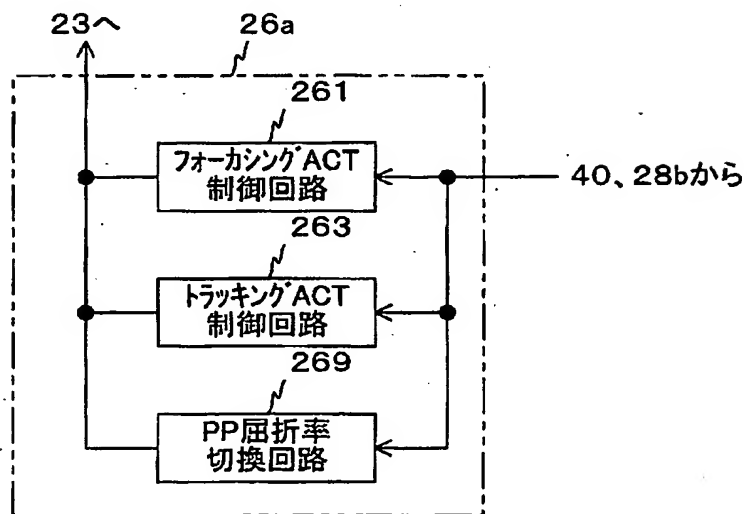 23へ
26a
261
フォーカシングACT
制御回路
40、28bから
263
トラッキングACT
制御回路
269
PP屈折率
切換回路